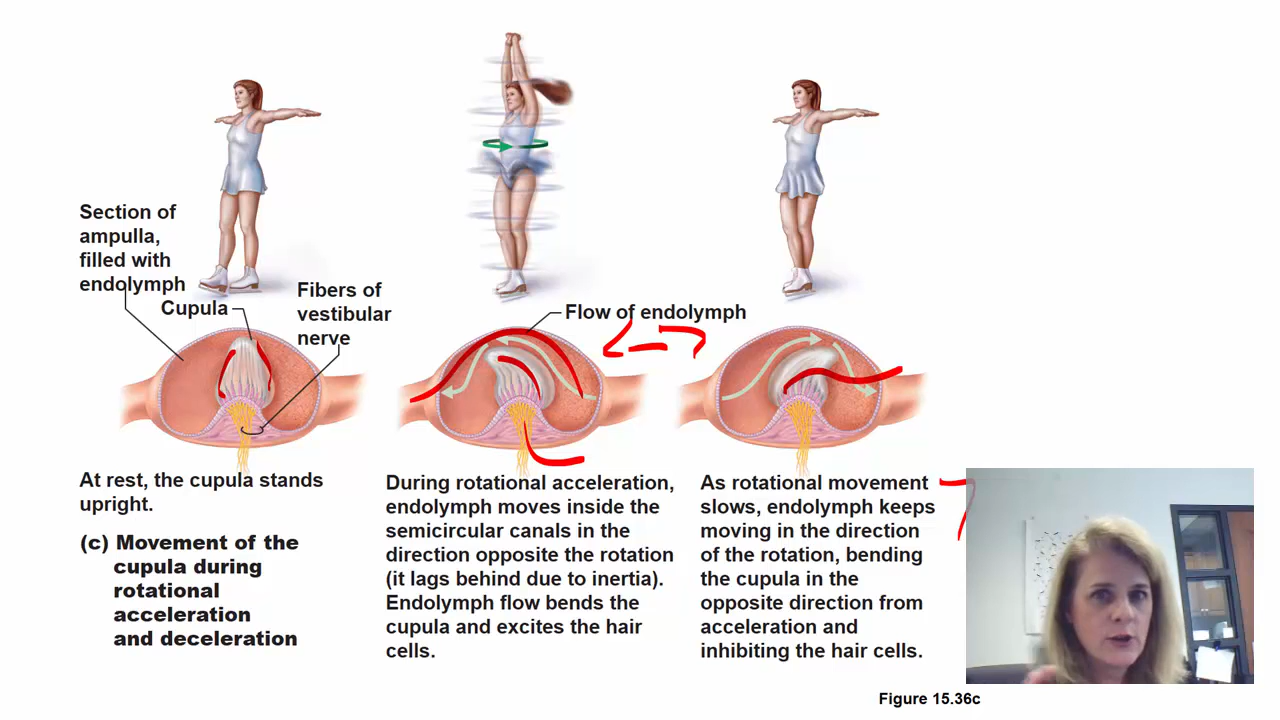 Section of
ampulla,
filled with
endolymph
Cupula
Fibers of
vestibular
nerve
Flow of endolymph
At rest, the cupula stands
upright.
(c) Movement of the
cupula during
rotational
acceleration
and deceleration
During rotational acceleration,
endolymph moves inside the
semicircular canals in the
direction opposite the rotation
(it lags behind due to inertia).
Endolymph flow bends the
cupula and excites the hair
cells.
As rotational movement
slows, endolymph keeps
moving in the direction
of the rotation, bending
the cupula in the
opposite direction from
acceleration and
inhibiting the hair cells.
Figure 15.36c